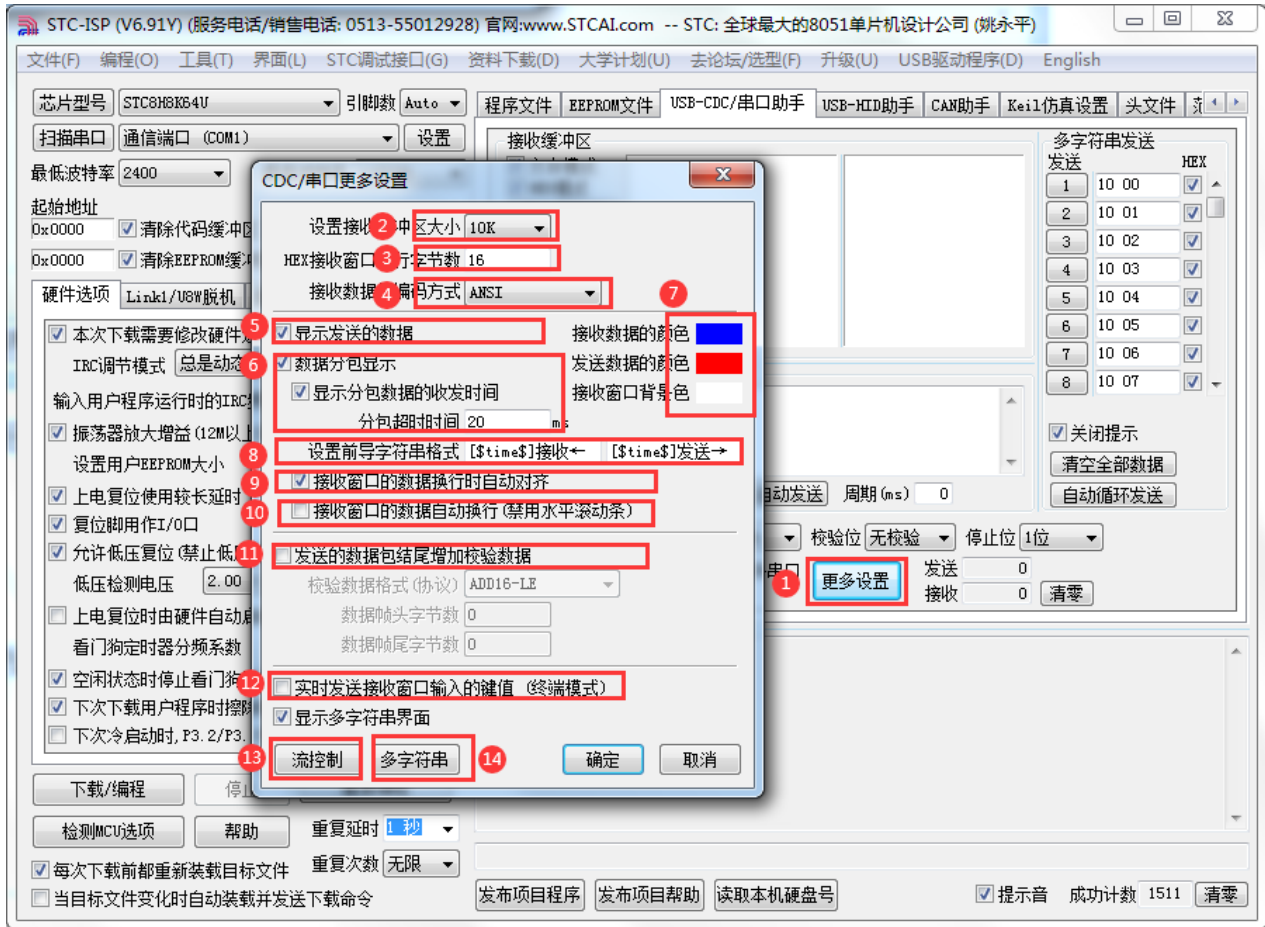 STC-ISP (V6.91Y) (服务电话/销售电话: 0513-55012928) 官网:www.STCAI.com -- STC: 全球最大的8051单片机设计公司 (姚永平)
文件(F) 编程(O) 工具(T) 界面(L) STC调试接口(G) 资料下载(D) 大学计划(U) 去论坛/选型(F) 升级(U) USB驱动程序(D) English
芯片型号 STC8H8K64U 引脚数 Auto
扫描串口 通信端口 (COM1) 设置
最低波特率 2400
起始地址
0x0000 清除代码缓冲区
0x0000 清除EEPROM缓冲
硬件选项 Link1/U8W脱机
本次下载需要修改硬件
IRC调节模式 总是动态
输入用户程序运行时的IRC
振荡器放大增益(12M以上
设置用户EEPROM大小
上电复位使用较长延时
复位脚用作I/O口
允许低压复位(禁止低
低压检测电压 2.00
上电复位时由硬件自动
看门狗定时器分频系数
空闲状态时停止看门狗
下次下载用户程序时擦除
下次冷启动时,P3.2/P3.
下载/编程 停止
检测MCU选项 帮助 重复延时 1 秒
每次下载前都重新装载目标文件 重复次数 无限
当目标文件变化时自动装载并发送下载命令
程序文件 EEPROM文件 USB-CDC/串口助手 USB-HID助手 CAN助手 Keil仿真设置 头文件 范
接收缓冲区
多字符串发送
发送 HEX
1 10 00
2 10 01
3 10 02
4 10 03
5 10 04
6 10 05
7 10 06
8 10 07
关闭提示
清空全部数据
自动发送 周期(ms) 0 自动循环发送
校验位 无校验 停止位 1位
串口 1 更多设置 发送 0
接收 0 清零
CDC/串口更多设置
设置接收 2 冲区大小 10K
HEX接收窗口 3 行字节数 16
接收数据 4 编码方式 ANSI
7
5 显示发送的数据 接收数据的颜色
6 数据分包显示 发送数据的颜色
显示分包数据的收发时间 接收窗口背景色
分包超时时间 20 ms
8 设置前导字符串格式 [$time$]接收← [$time$]发送→
9 接收窗口的数据换行时自动对齐
10 接收窗口的数据自动换行(禁用水平滚动条)
11 发送的数据包结尾增加校验数据
校验数据格式(协议) ADD16-LE
数据帧头字节数 0
数据帧尾字节数 0
12 实时发送接收窗口输入的键值 (终端模式)
显示多字符串界面
13 流控制 多字符串 14 确定 取消
发布项目程序 发布项目帮助 读取本机硬盘号 提示音 成功计数 1511 清零